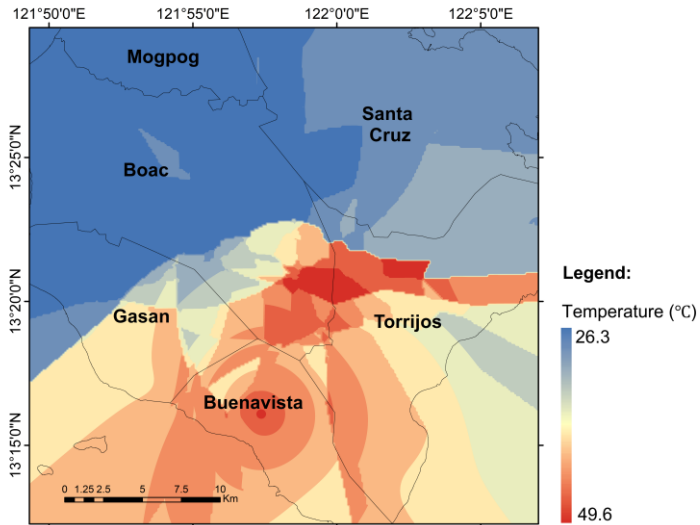 121°50'0"E 121°55'0"E 122°0'0"E 122°5'0"E
13°25'0"N
13°20'0"N
13°15'0"N
Mogpog
Santa
Cruz
Boac
Gasan
Torrijos
Buenavista
0 1.25 2.5 5 7.5 10
Km
Legend:
Temperature (℃)
26.3
49.6